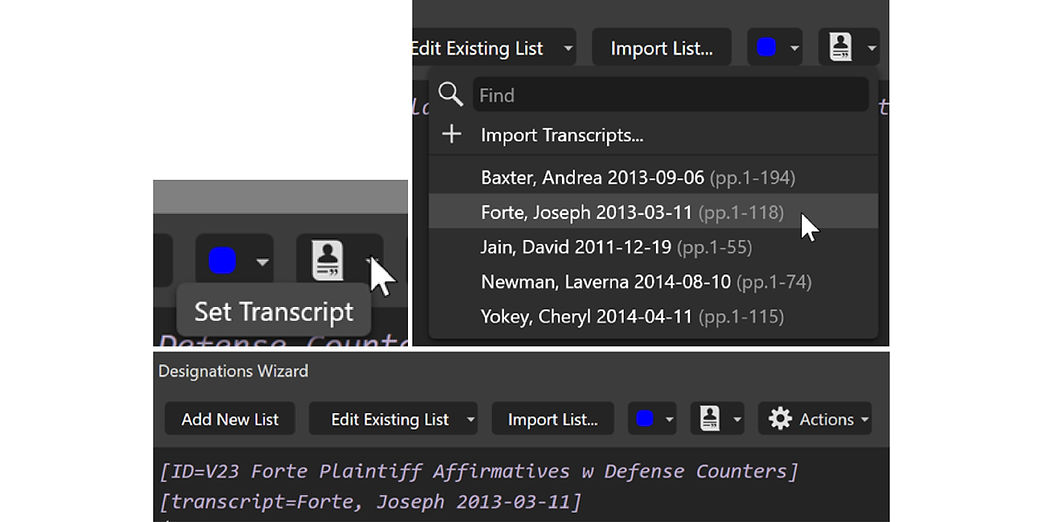 Edit Existing List
Import List...
Find
Import Transcripts...
Baxter, Andrea 2013-09-06 (pp.1-194)
Forte, Joseph 2013-03-11 (pp.1-118)
Jain, David 2011-12-19 (pp.1-55)
Newman, Laverna 2014-08-10 (pp.1-74)
Yokey, Cheryl 2014-04-11 (pp.1-115)
Set Transcript
Defense Counte
Designations Wizard
Add New List
Edit Existing List
Import List...
Actions
[ID=V23 Forte Plaintiff Affirmatives w Defense Counters]
[transcript=Forte, Joseph 2013-03-11]